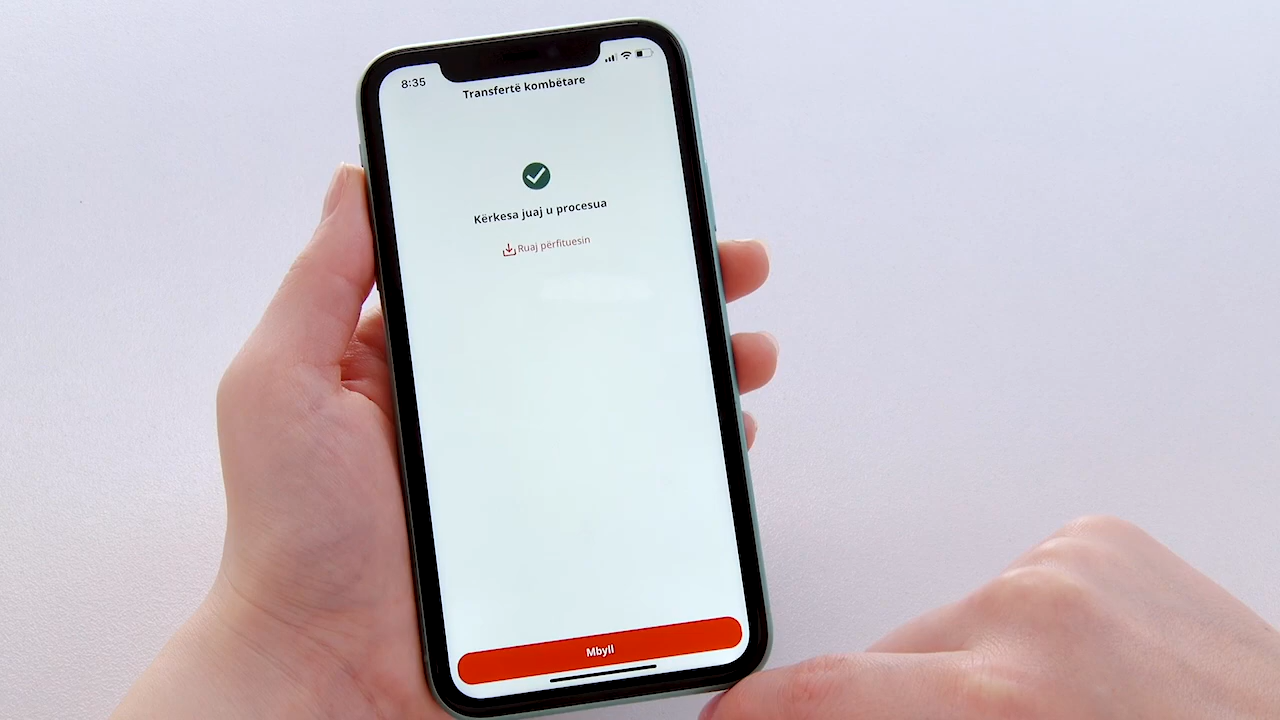 8:35
Transfertë kombëtare
Kërkesa juaj u procesua
Ruaj përfituesin
Mbyll